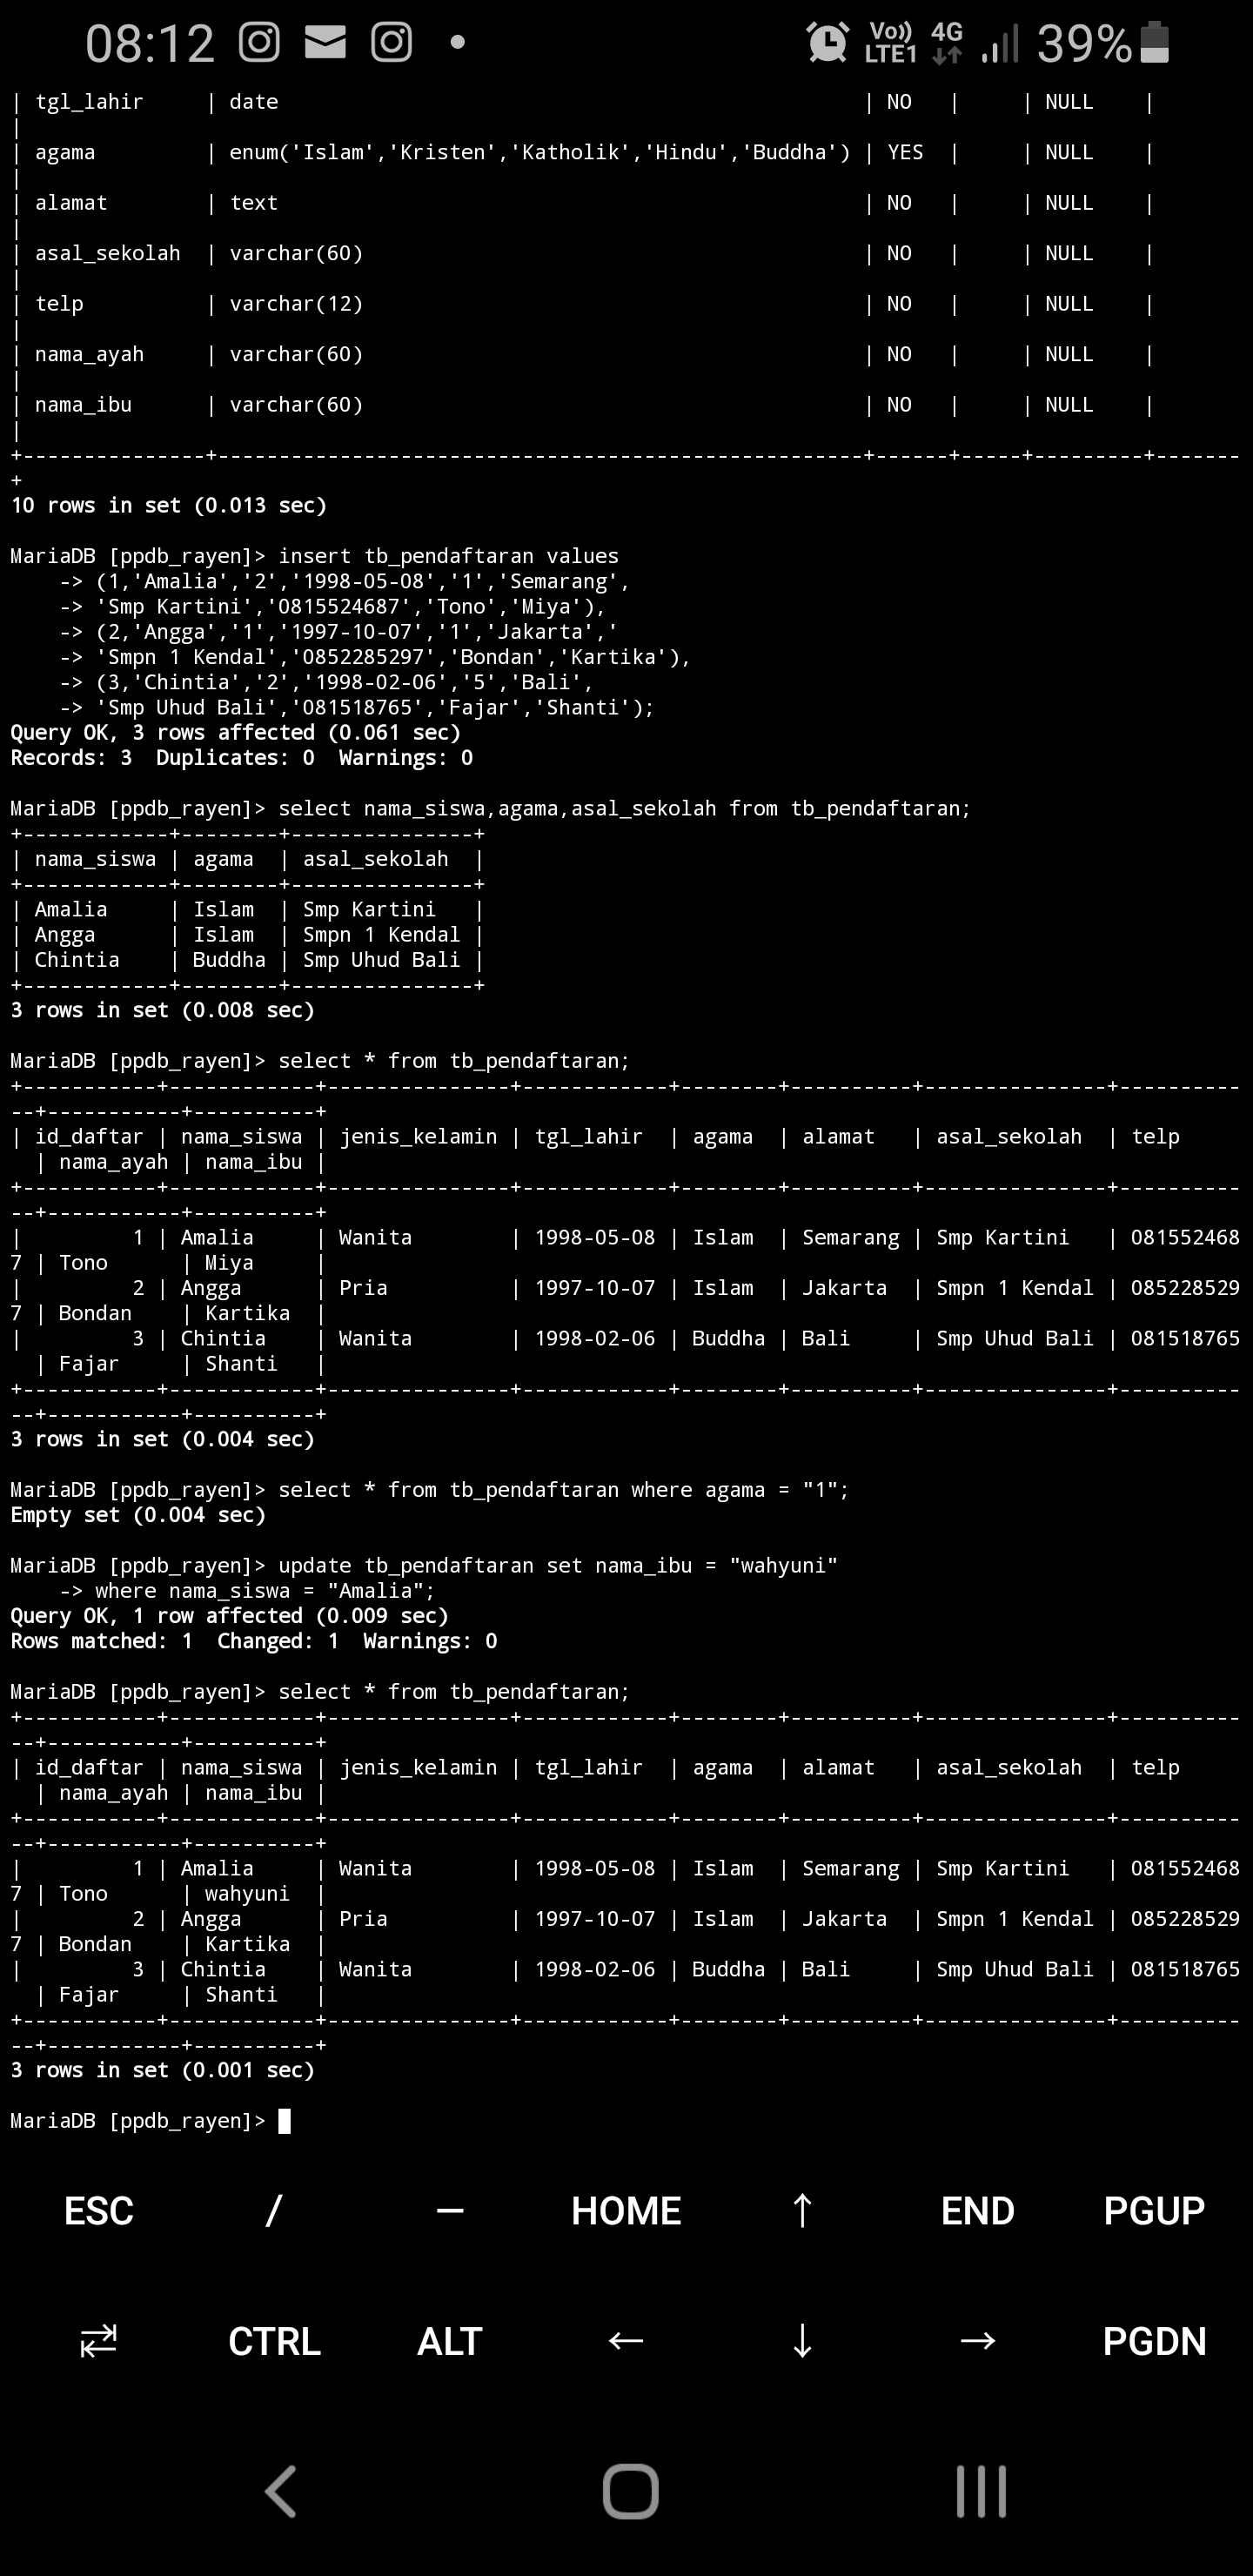 08:12 Vo)) LTE1 4G 39%
| tgl_lahir     | date                                                | NO   |     | NULL    |
|
| agama         | enum('Islam','Kristen','Katholik','Hindu','Buddha') | YES  |     | NULL    |
|
| alamat        | text                                                | NO   |     | NULL    |
|
| asal_sekolah  | varchar(60)                                         | NO   |     | NULL    |
|
| telp          | varchar(12)                                         | NO   |     | NULL    |
|
| nama_ayah     | varchar(60)                                         | NO   |     | NULL    |
|
| nama_ibu      | varchar(60)                                         | NO   |     | NULL    |
|
+---------------+-----------------------------------------------------+------+-----+---------+-------
+
10 rows in set (0.013 sec)
MariaDB [ppdb_rayen]> insert tb_pendaftaran values
    -> (1,'Amalia','2','1998-05-08','1','Semarang',
    -> 'Smp Kartini','0815524687','Tono','Miya'),
    -> (2,'Angga','1','1997-10-07','1','Jakarta','
    -> 'Smpn 1 Kendal','0852285297','Bondan','Kartika'),
    -> (3,'Chintia','2','1998-02-06','5','Bali',
    -> 'Smp Uhud Bali','081518765','Fajar','Shanti');
Query OK, 3 rows affected (0.061 sec)
Records: 3  Duplicates: 0  Warnings: 0
MariaDB [ppdb_rayen]> select nama_siswa,agama,asal_sekolah from tb_pendaftaran;
+------------+--------+---------------+
| nama_siswa | agama  | asal_sekolah  |
+------------+--------+---------------+
| Amalia     | Islam  | Smp Kartini   |
| Angga      | Islam  | Smpn 1 Kendal |
| Chintia    | Buddha | Smp Uhud Bali |
+------------+--------+---------------+
3 rows in set (0.008 sec)
MariaDB [ppdb_rayen]> select * from tb_pendaftaran;
+-----------+------------+---------------+------------+--------+----------+---------------+----------
--+-----------+----------+
| id_daftar | nama_siswa | jenis_kelamin | tgl_lahir  | agama  | alamat   | asal_sekolah  | telp
  | nama_ayah | nama_ibu |
+-----------+------------+---------------+------------+--------+----------+---------------+----------
--+-----------+----------+
|         1 | Amalia     | Wanita        | 1998-05-08 | Islam  | Semarang | Smp Kartini   | 081552468
7 | Tono      | Miya     |
|         2 | Angga      | Pria          | 1997-10-07 | Islam  | Jakarta  | Smpn 1 Kendal | 085228529
7 | Bondan    | Kartika  |
|         3 | Chintia    | Wanita        | 1998-02-06 | Buddha | Bali     | Smp Uhud Bali | 081518765
  | Fajar     | Shanti   |
+-----------+------------+---------------+------------+--------+----------+---------------+----------
--+-----------+----------+
3 rows in set (0.004 sec)
MariaDB [ppdb_rayen]> select * from tb_pendaftaran where agama = "1";
Empty set (0.004 sec)
MariaDB [ppdb_rayen]> update tb_pendaftaran set nama_ibu = "wahyuni"
    -> where nama_siswa = "Amalia";
Query OK, 1 row affected (0.009 sec)
Rows matched: 1  Changed: 1  Warnings: 0
MariaDB [ppdb_rayen]> select * from tb_pendaftaran;
+-----------+------------+---------------+------------+--------+----------+---------------+----------
--+-----------+----------+
| id_daftar | nama_siswa | jenis_kelamin | tgl_lahir  | agama  | alamat   | asal_sekolah  | telp
  | nama_ayah | nama_ibu |
+-----------+------------+---------------+------------+--------+----------+---------------+----------
--+-----------+----------+
|         1 | Amalia     | Wanita        | 1998-05-08 | Islam  | Semarang | Smp Kartini   | 081552468
7 | Tono      | wahyuni  |
|         2 | Angga      | Pria          | 1997-10-07 | Islam  | Jakarta  | Smpn 1 Kendal | 085228529
7 | Bondan    | Kartika  |
|         3 | Chintia    | Wanita        | 1998-02-06 | Buddha | Bali     | Smp Uhud Bali | 081518765
  | Fajar     | Shanti   |
+-----------+------------+---------------+------------+--------+----------+---------------+----------
--+-----------+----------+
3 rows in set (0.001 sec)
MariaDB [ppdb_rayen]>
ESC / — HOME ↑ END PGUP
⇄ CTRL ALT ← ↓ → PGDN